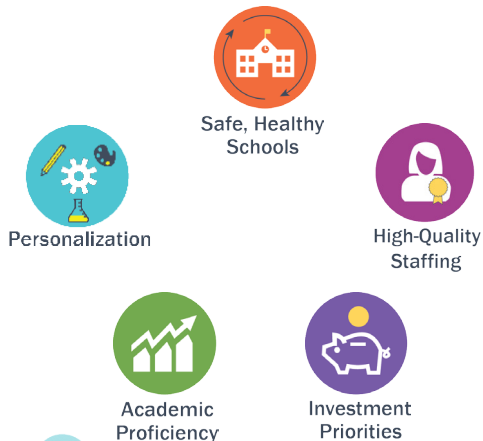 Safe, Healthy
Schools
Personalization
High-Quality
Staffing
Academic
Proficiency
Investment
Priorities